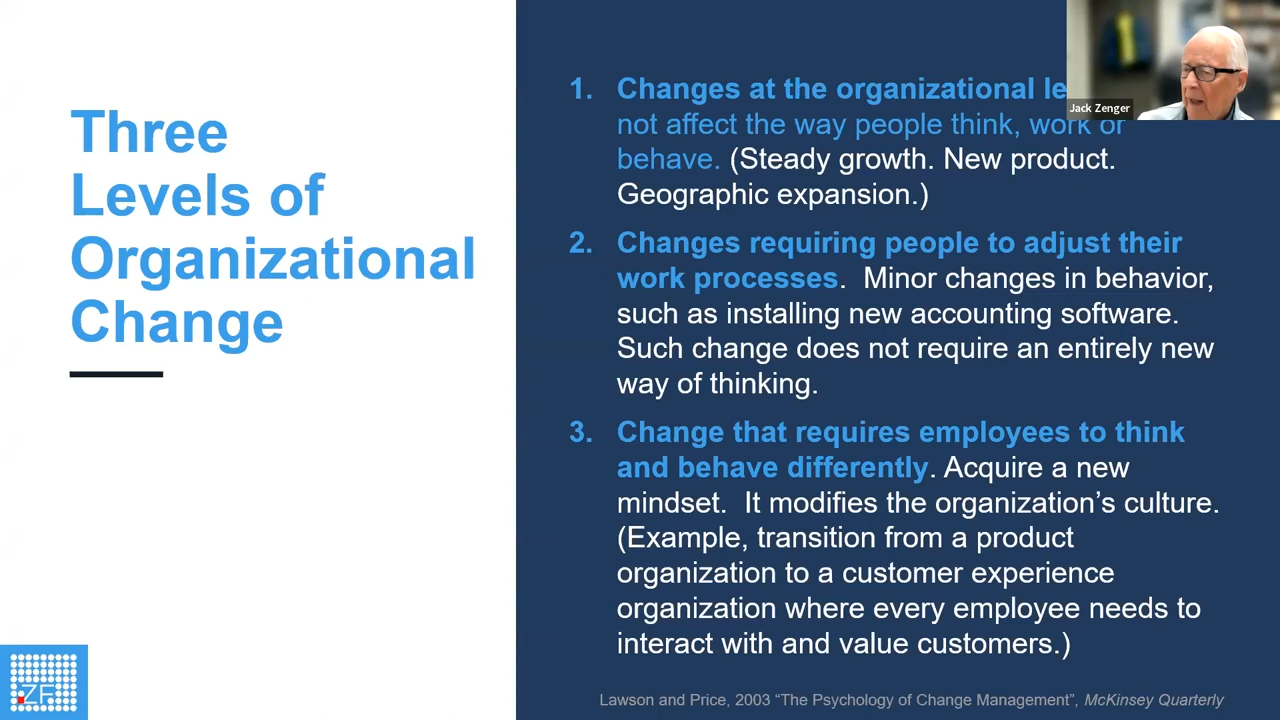 Three
Levels of
Organizational
Change
1. Changes at the organizational
not affect the way people think, work or
behave. (Steady growth. New product.
Geographic expansion.)
2. Changes requiring people to adjust their
work processes. Minor changes in behavior,
such as installing new accounting software.
Such change does not require an entirely new
way of thinking.
3. Change that requires employees to think
and behave differently. Acquire a new
mindset. It modifies the organization’s culture.
(Example, transition from a product
organization to a customer experience
organization where every employee needs to
interact with and value customers.)
Lawson and Price, 2003 “The Psychology of Change Management”, McKinsey Quarterly
Jack Zenger
ZF